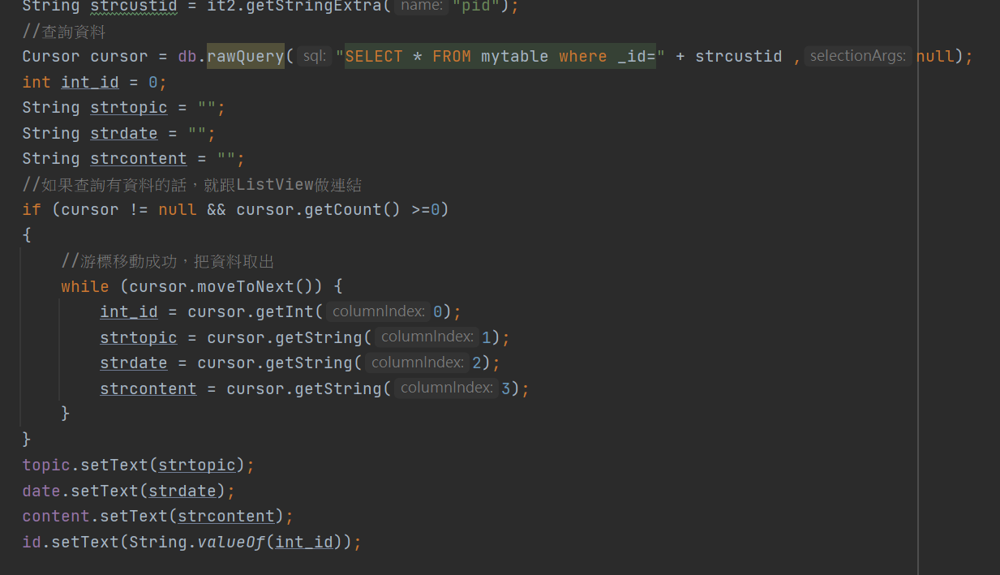 String strcustid = it2.getStringExtra( name: "pid");
//查詢資料
Cursor cursor = db.rawQuery( sql: "SELECT * FROM mytable where _id=" + strcustid , selectionArgs: null);
int int_id = 0;
String strtopic = "";
String strdate = "";
String strcontent = "";
//如果查詢有資料的話，就跟ListView做連結
if (cursor != null && cursor.getCount() >=0)
{
//游標移動成功，把資料取出
while (cursor.moveToNext()) {
int_id = cursor.getInt( columnIndex: 0);
strtopic = cursor.getString( columnIndex: 1);
strdate = cursor.getString( columnIndex: 2);
strcontent = cursor.getString( columnIndex: 3);
}
}
topic.setText(strtopic);
date.setText(strdate);
content.setText(strcontent);
id.setText(String.valueOf(int_id));